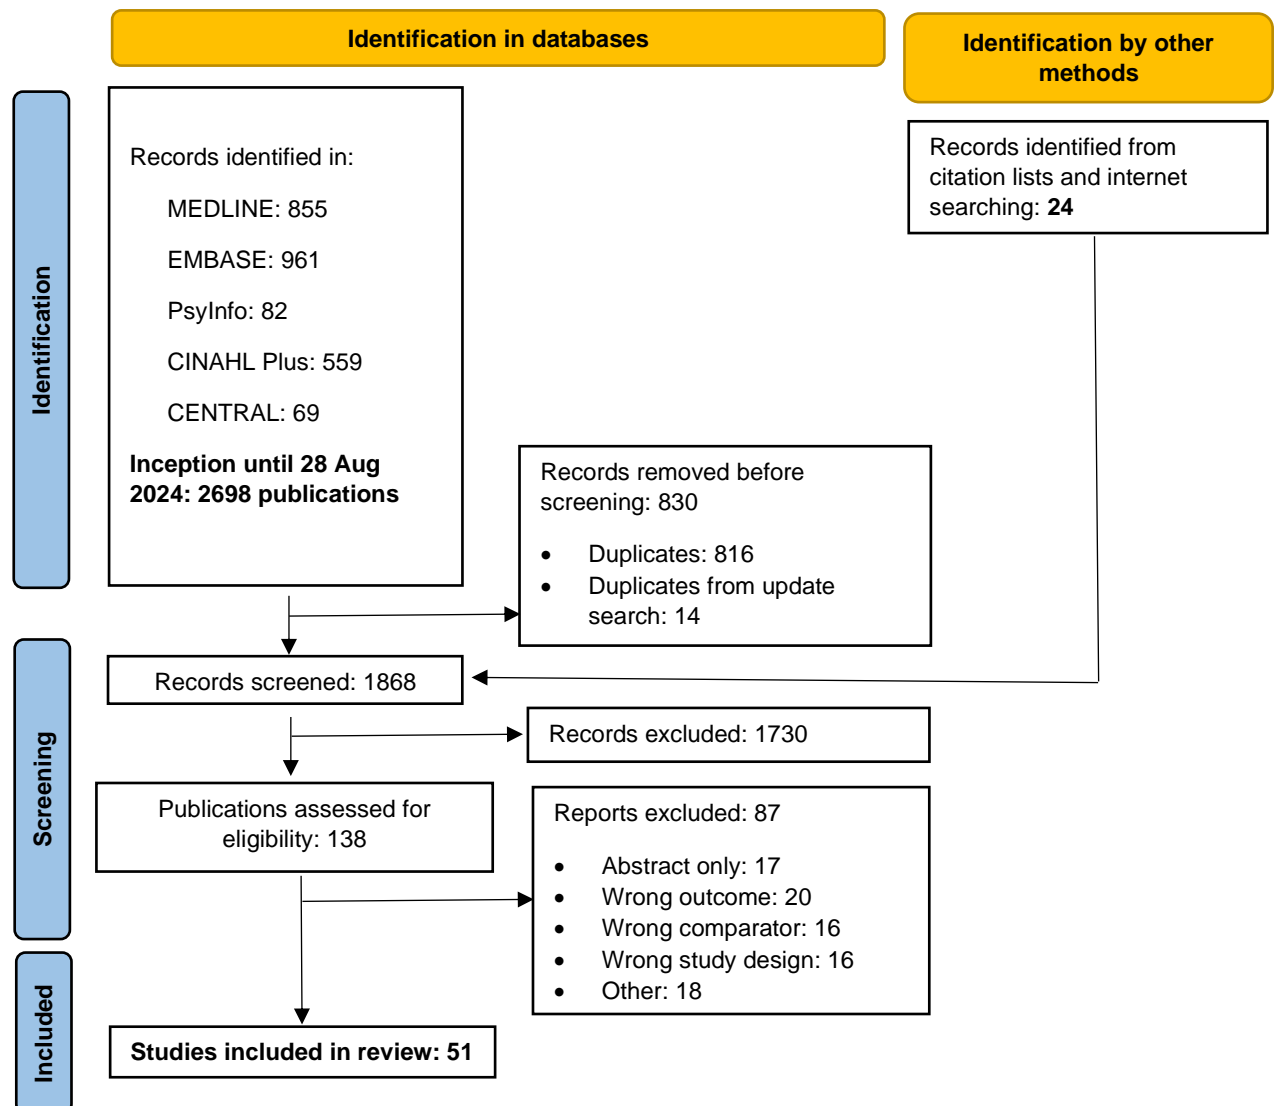 Identification in databases
Identification by other
methods
Identification
Records identified in:
MEDLINE: 855
EMBASE: 961
PsyInfo: 82
CINAHL Plus: 559
CENTRAL: 69
Inception until 28 Aug
2024: 2698 publications
Records identified from
citation lists and internet
searching: 24
Records removed before
screening: 830
• Duplicates: 816
• Duplicates from update
search: 14
Screening
Records screened: 1868
Records excluded: 1730
Publications assessed for
eligibility: 138
Reports excluded: 87
• Abstract only: 17
• Wrong outcome: 20
• Wrong comparator: 16
• Wrong study design: 16
• Other: 18
Included
Studies included in review: 51